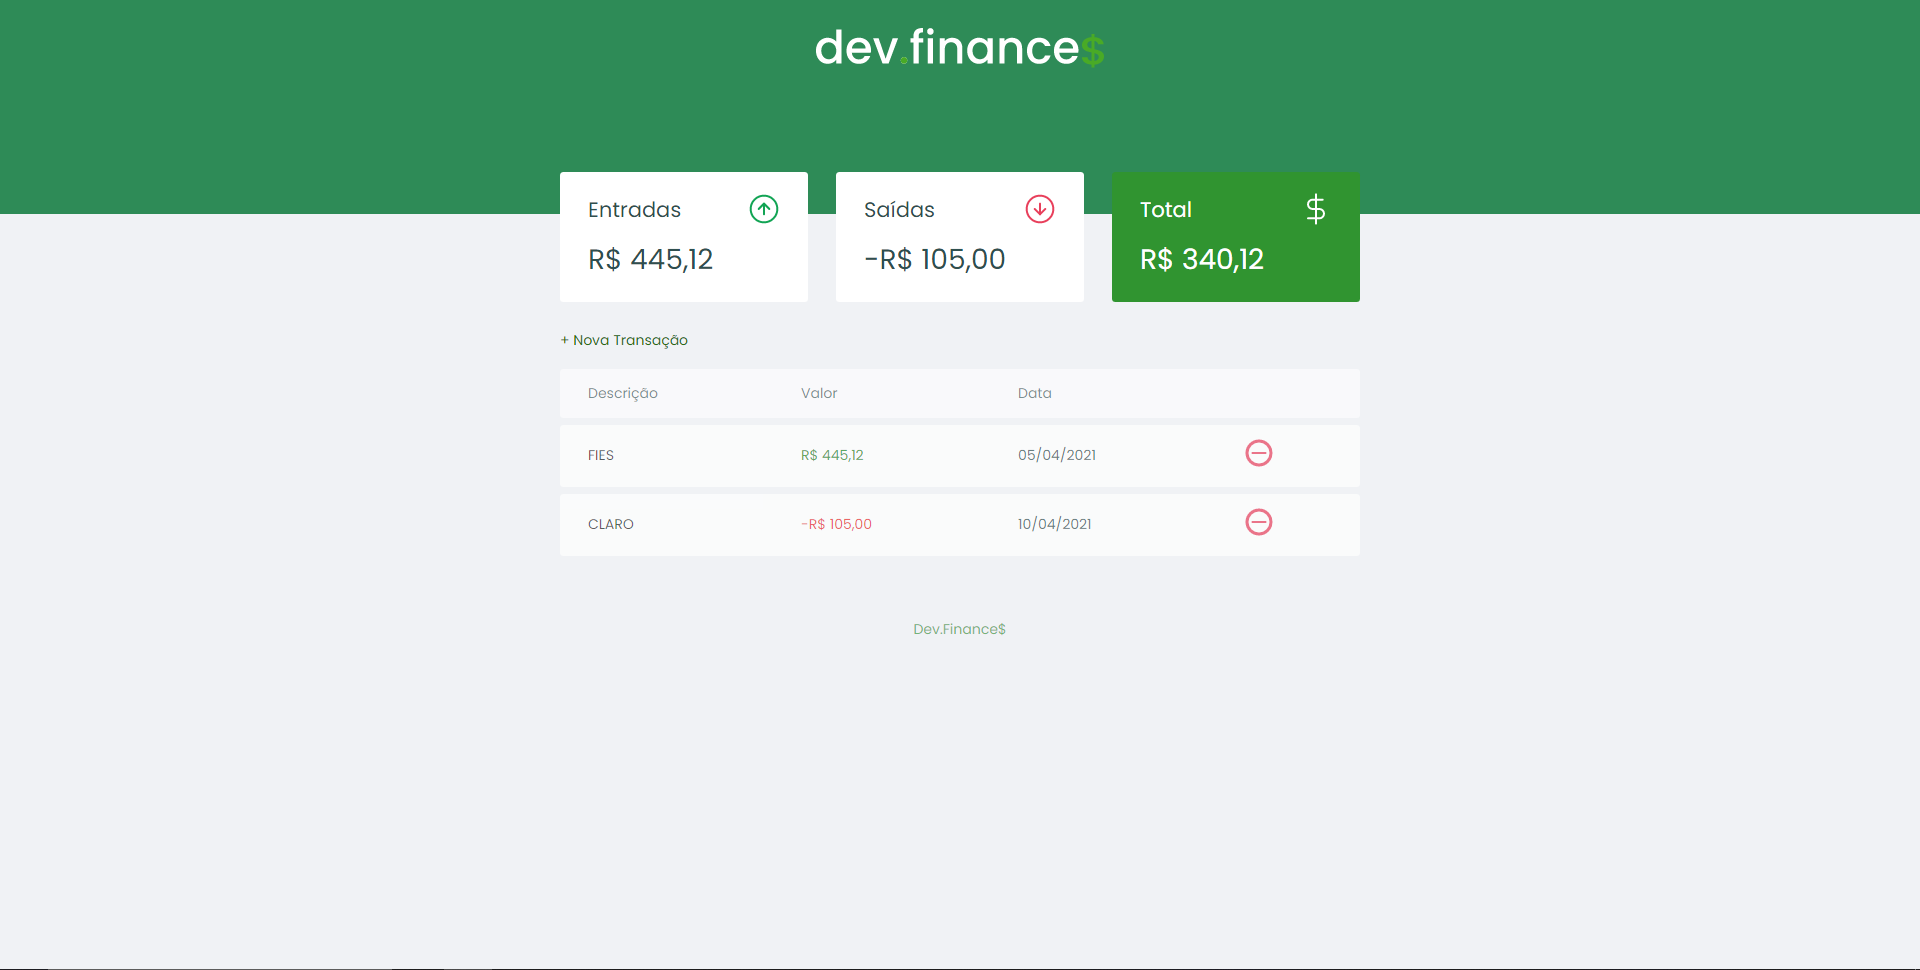 dev.finance$
Entradas
R$ 445,12
Saídas
-R$ 105,00
Total
R$ 340,12
+ Nova Transação
Descrição Valor Data
FIES R$ 445,12 05/04/2021
CLARO -R$ 105,00 10/04/2021
Dev.Finance$